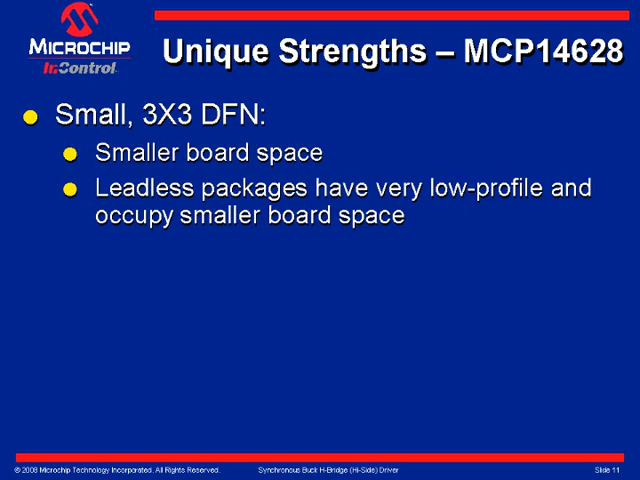 MICROCHIP
InControl
Unique Strengths – MCP14628
Small, 3X3 DFN:
Smaller board space
Leadless packages have very low-profile and
occupy smaller board space
© 2008 Microchip Technology Incorporated. All Rights Reserved.
Synchronous Buck H-Bridge (Hi-Side) Driver
Slide 11